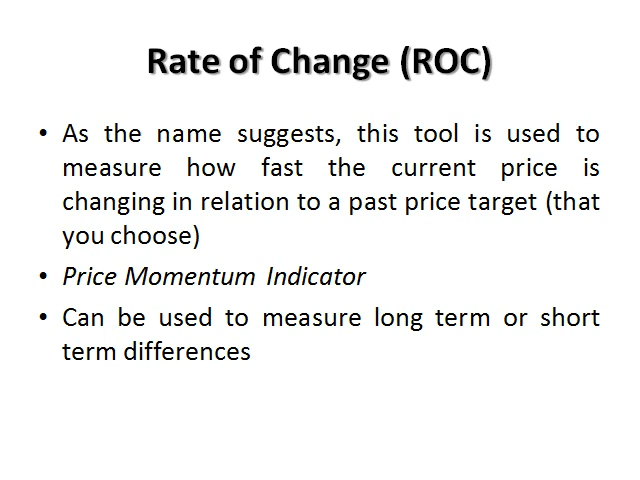 Rate of Change (ROC)
• As the name suggests, this tool is used to
measure how fast the current price is
changing in relation to a past price target (that
you choose)
• Price Momentum Indicator
• Can be used to measure long term or short
term differences